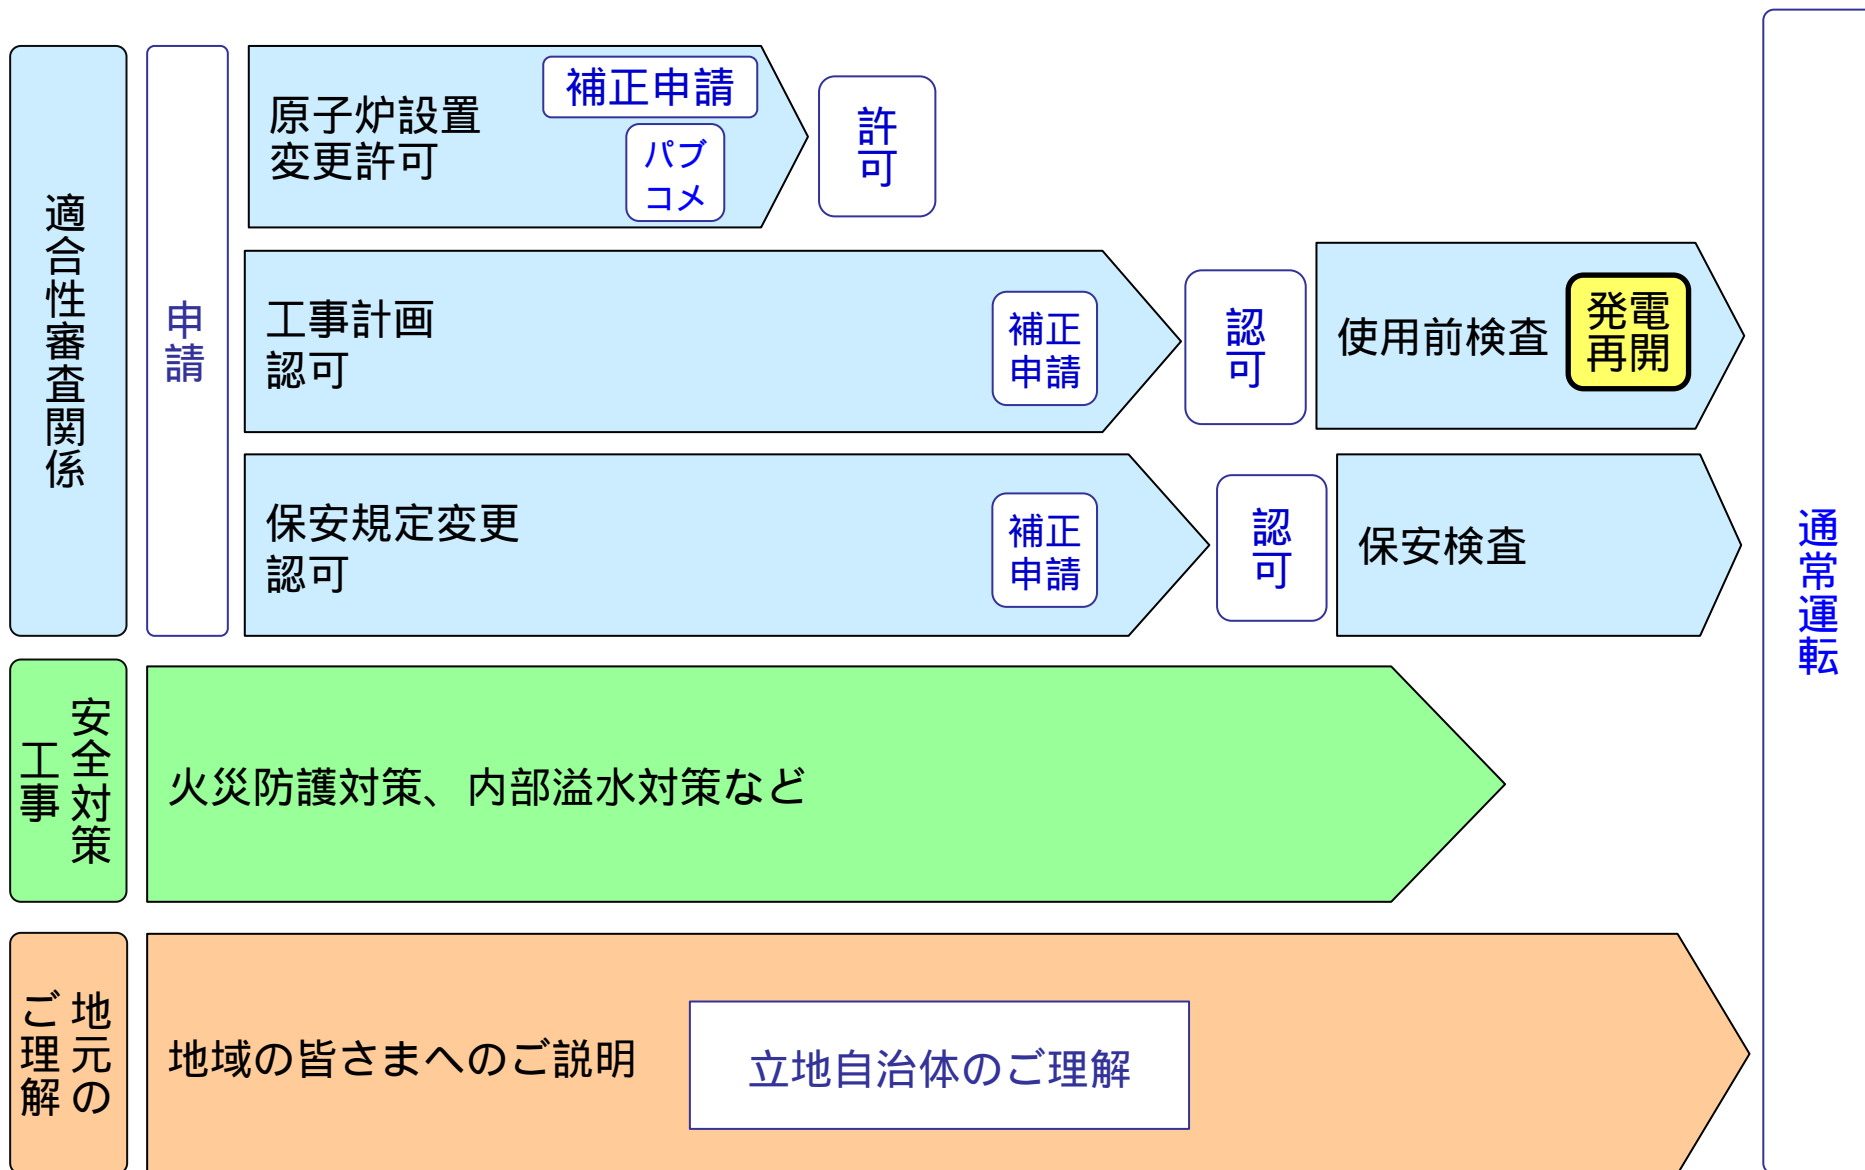 適合性審査関係
申請
原子炉設置
変更許可
補正申請
パブ
コメ
許可
工事計画
認可
補正
申請
認可
使用前検査
発電
再開
保安規定変更
認可
補正
申請
認可
保安検査
通常運転
安全対策
工事
火災防護対策、内部溢水対策など
地元の
ご理解
地域の皆さまへのご説明
立地自治体のご理解